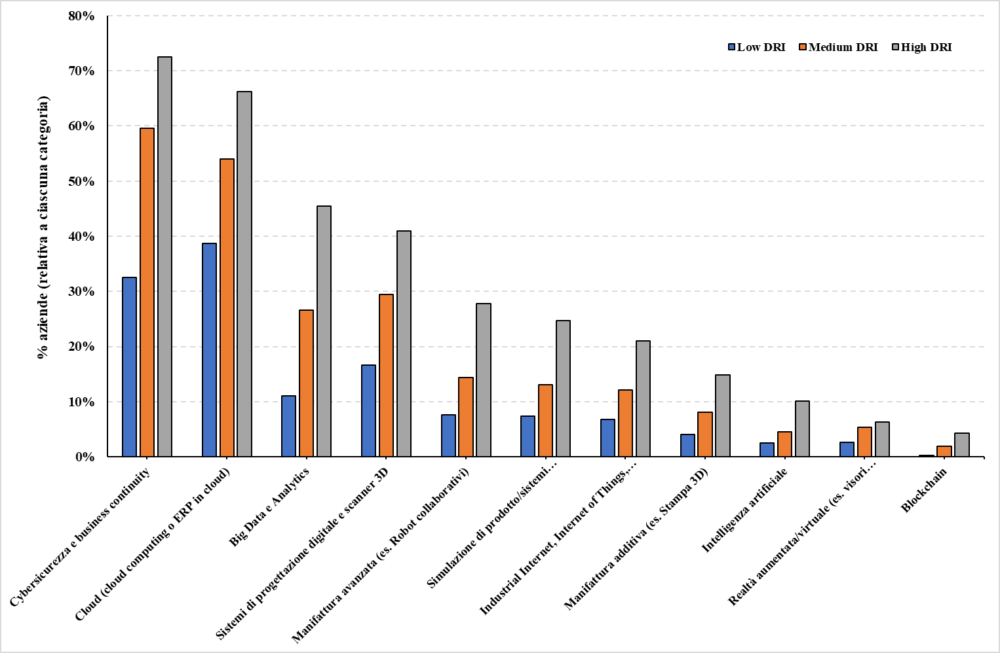 80%
70%
60%
50%
40%
30%
20%
10%
0%
% aziende (relativa a ciascuna categoria)
Low DRI
Medium DRI
High DRI
Cybersicurezza e business continuity
Cloud (cloud computing o ERP in cloud)
Big Data e Analytics
Sistemi di progettazione digitale e scanner 3D
Manifattura avanzata (es. Robot collaborativi)
Simulazione di prodotto/sistemi…
Industrial Internet, Internet of Things,…
Manifattura additiva (es. Stampa 3D)
Intelligenza artificiale
Realtà aumentata/virtuale (es. visori…
Blockchain